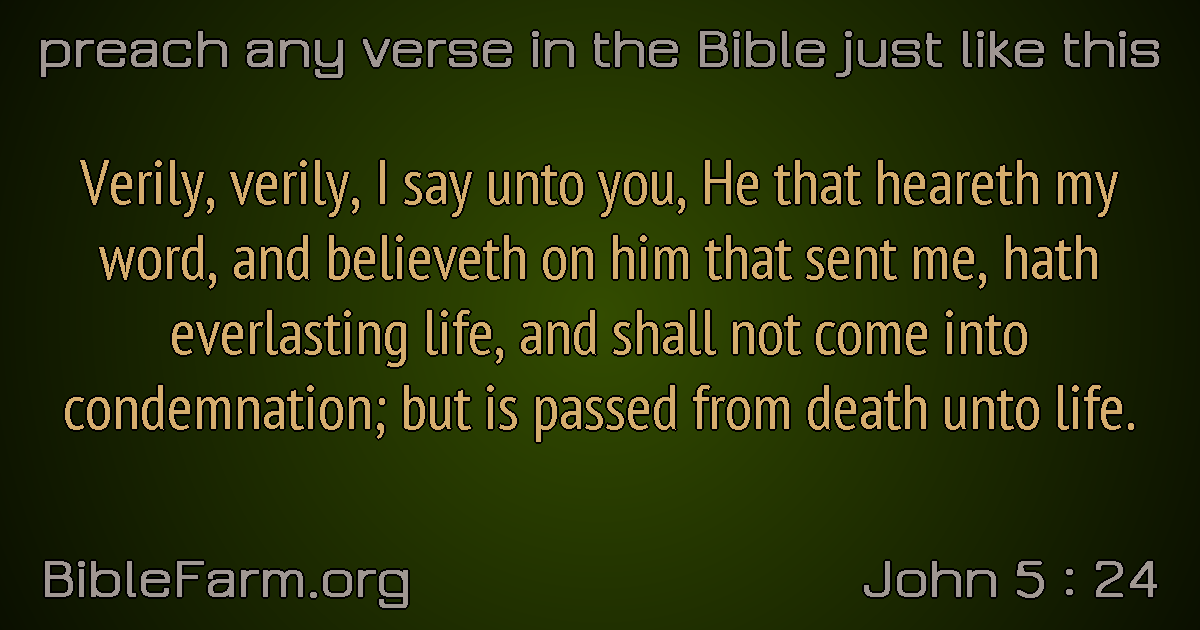 preach any verse in the Bible just like this
Verily, verily, I say unto you, He that heareth my
word, and believeth on him that sent me, hath
everlasting life, and shall not come into
condemnation; but is passed from death unto life.
BibleFarm.org
John 5 : 24